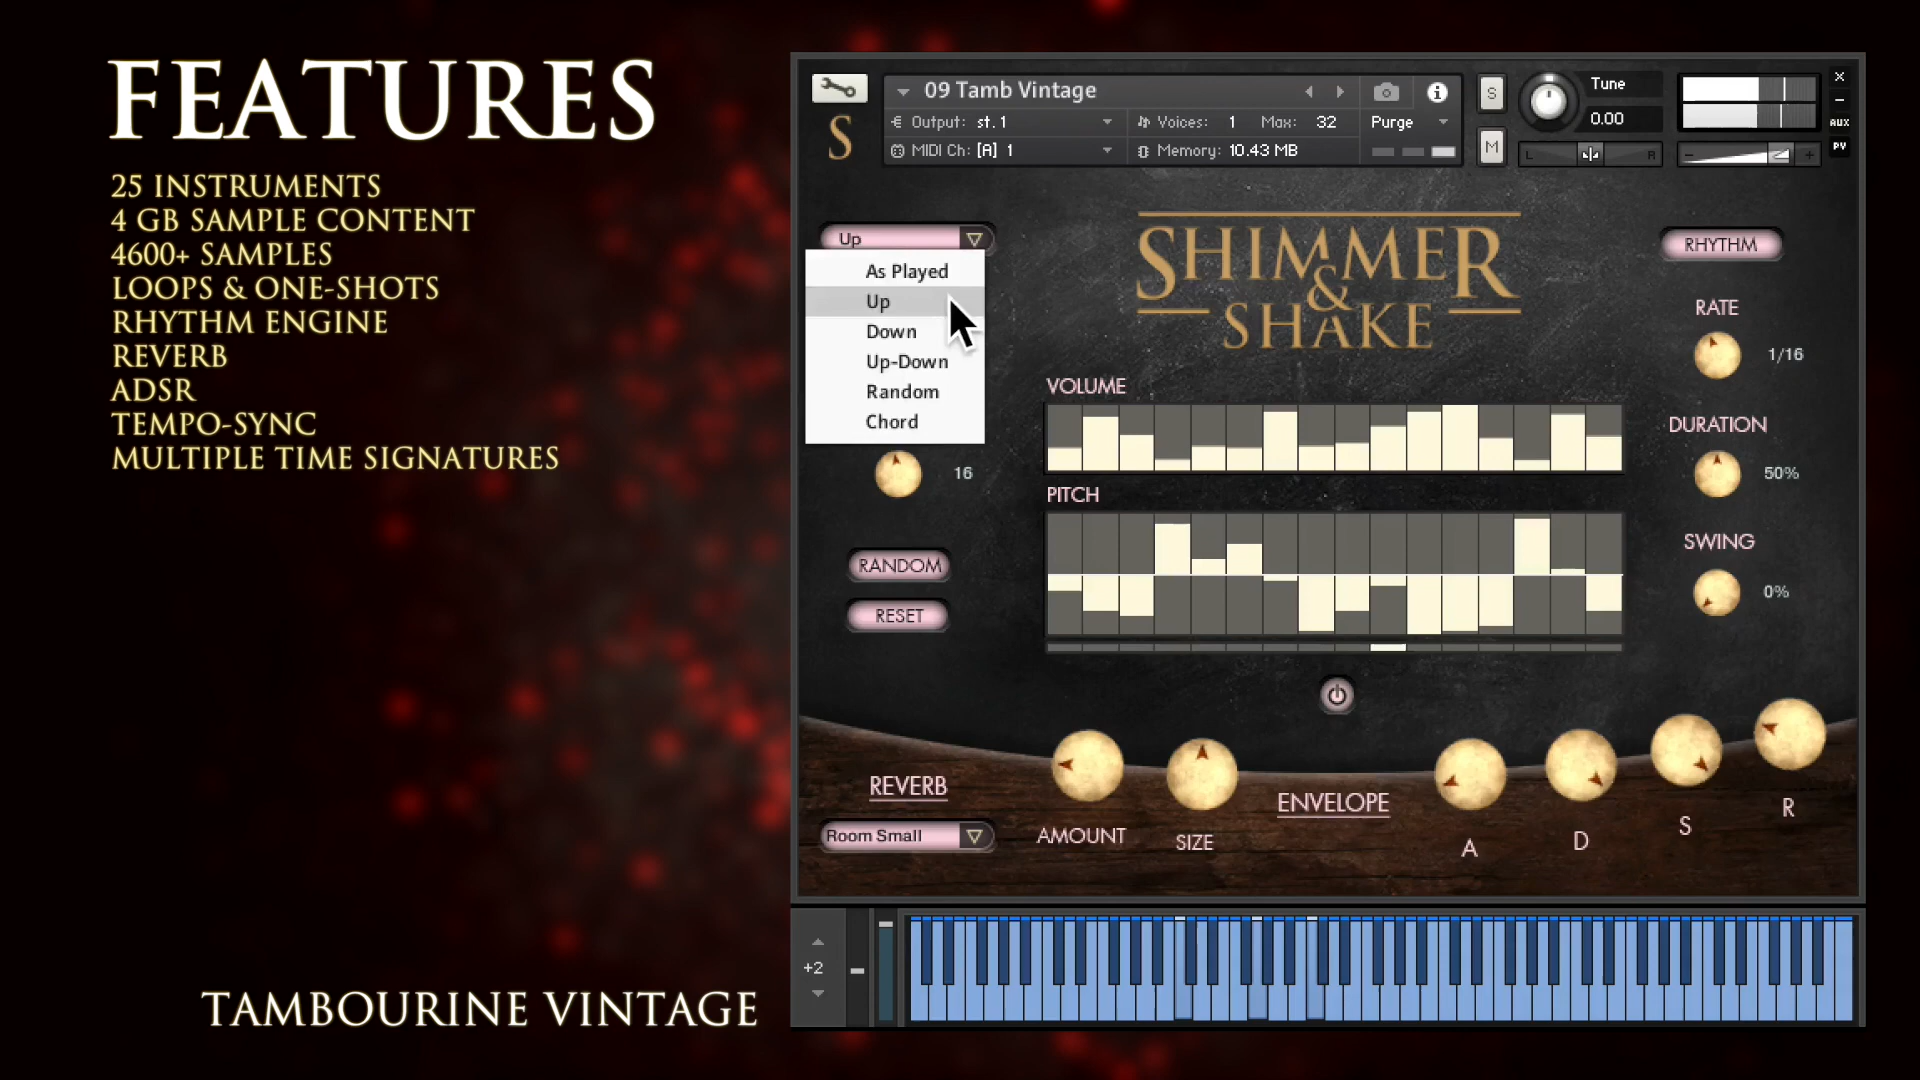 FEATURES
25 INSTRUMENTS
4 GB SAMPLE CONTENT
4600+ SAMPLES
LOOPS & ONE-SHOTS
RHYTHM ENGINE
REVERB
ADSR
TEMPO-SYNC
MULTIPLE TIME SIGNATURES
TAMBOURINE VINTAGE
09 Tamb Vintage
S
Output: st.1
Voices: 1 Max: 32
Purge
MIDI Ch: [A] 1
Memory: 10.43 MB
S
M
Tune
0.00
L R
- +
x
-
AUX
PV
Up
As Played
Up
Down
Up-Down
Random
Chord
16
RANDOM
RESET
SHIMMER
&
SHAKE
VOLUME
PITCH
RHYTHM
RATE
1/16
DURATION
50%
SWING
0%
REVERB
Room Small
AMOUNT
SIZE
ENVELOPE
A
D
S
R
+2